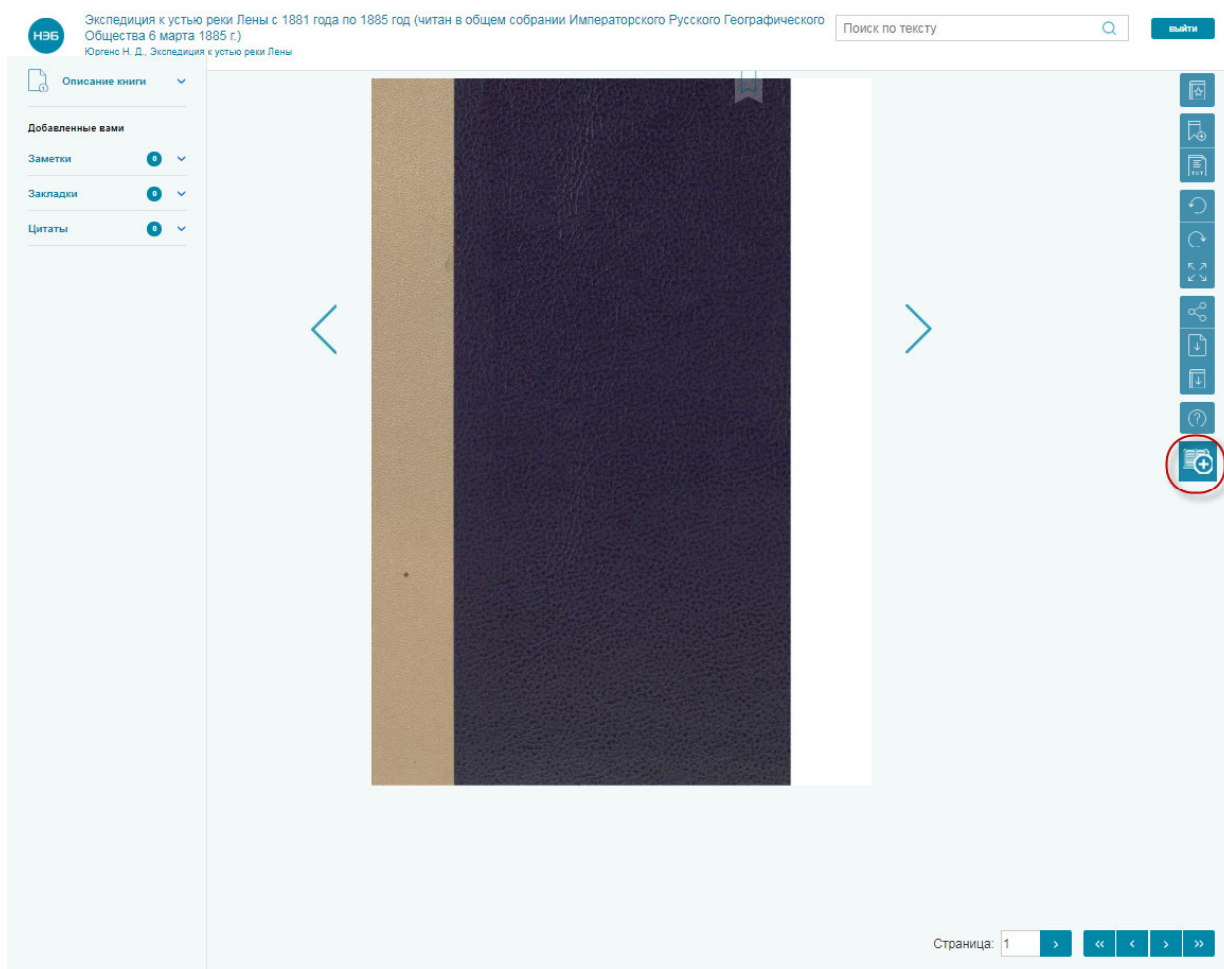 НЭБ
Экспедиция к устью реки Лены с 1881 года по 1885 год (читан в общем собрании Императорского Русского Географического
Общества 6 марта 1885 г.)
Юргенс Н. Д.. Экспедиция к устью реки Лены
Поиск по тексту
выйти
Описание книги
Добавленные вами
Заметки 0
Закладки 0
Цитаты 0
TXT
Страница: 1